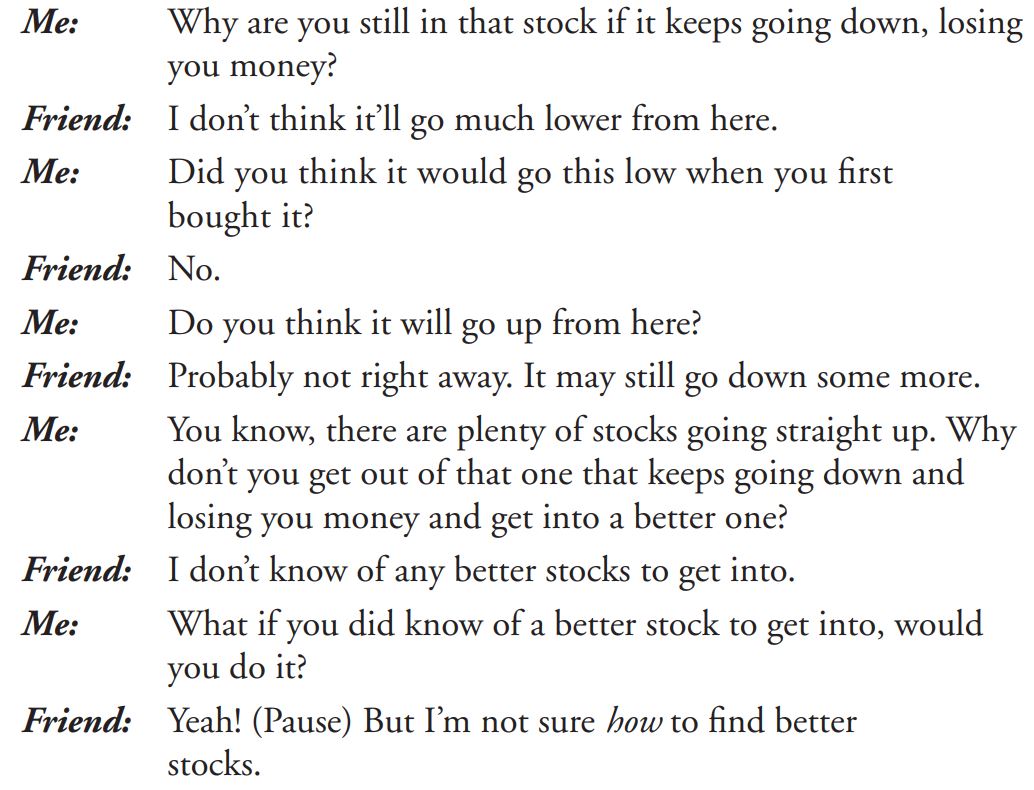 Me: Why are you still in that stock if it keeps going down, losing
you money?
Friend: I don’t think it’ll go much lower from here.
Me: Did you think it would go this low when you first
bought it?
Friend: No.
Me: Do you think it will go up from here?
Friend: Probably not right away. It may still go down some more.
Me: You know, there are plenty of stocks going straight up. Why
don’t you get out of that one that keeps going down and
losing you money and get into a better one?
Friend: I don’t know of any better stocks to get into.
Me: What if you did know of a better stock to get into, would
you do it?
Friend: Yeah! (Pause) But I’m not sure how to find better
stocks.